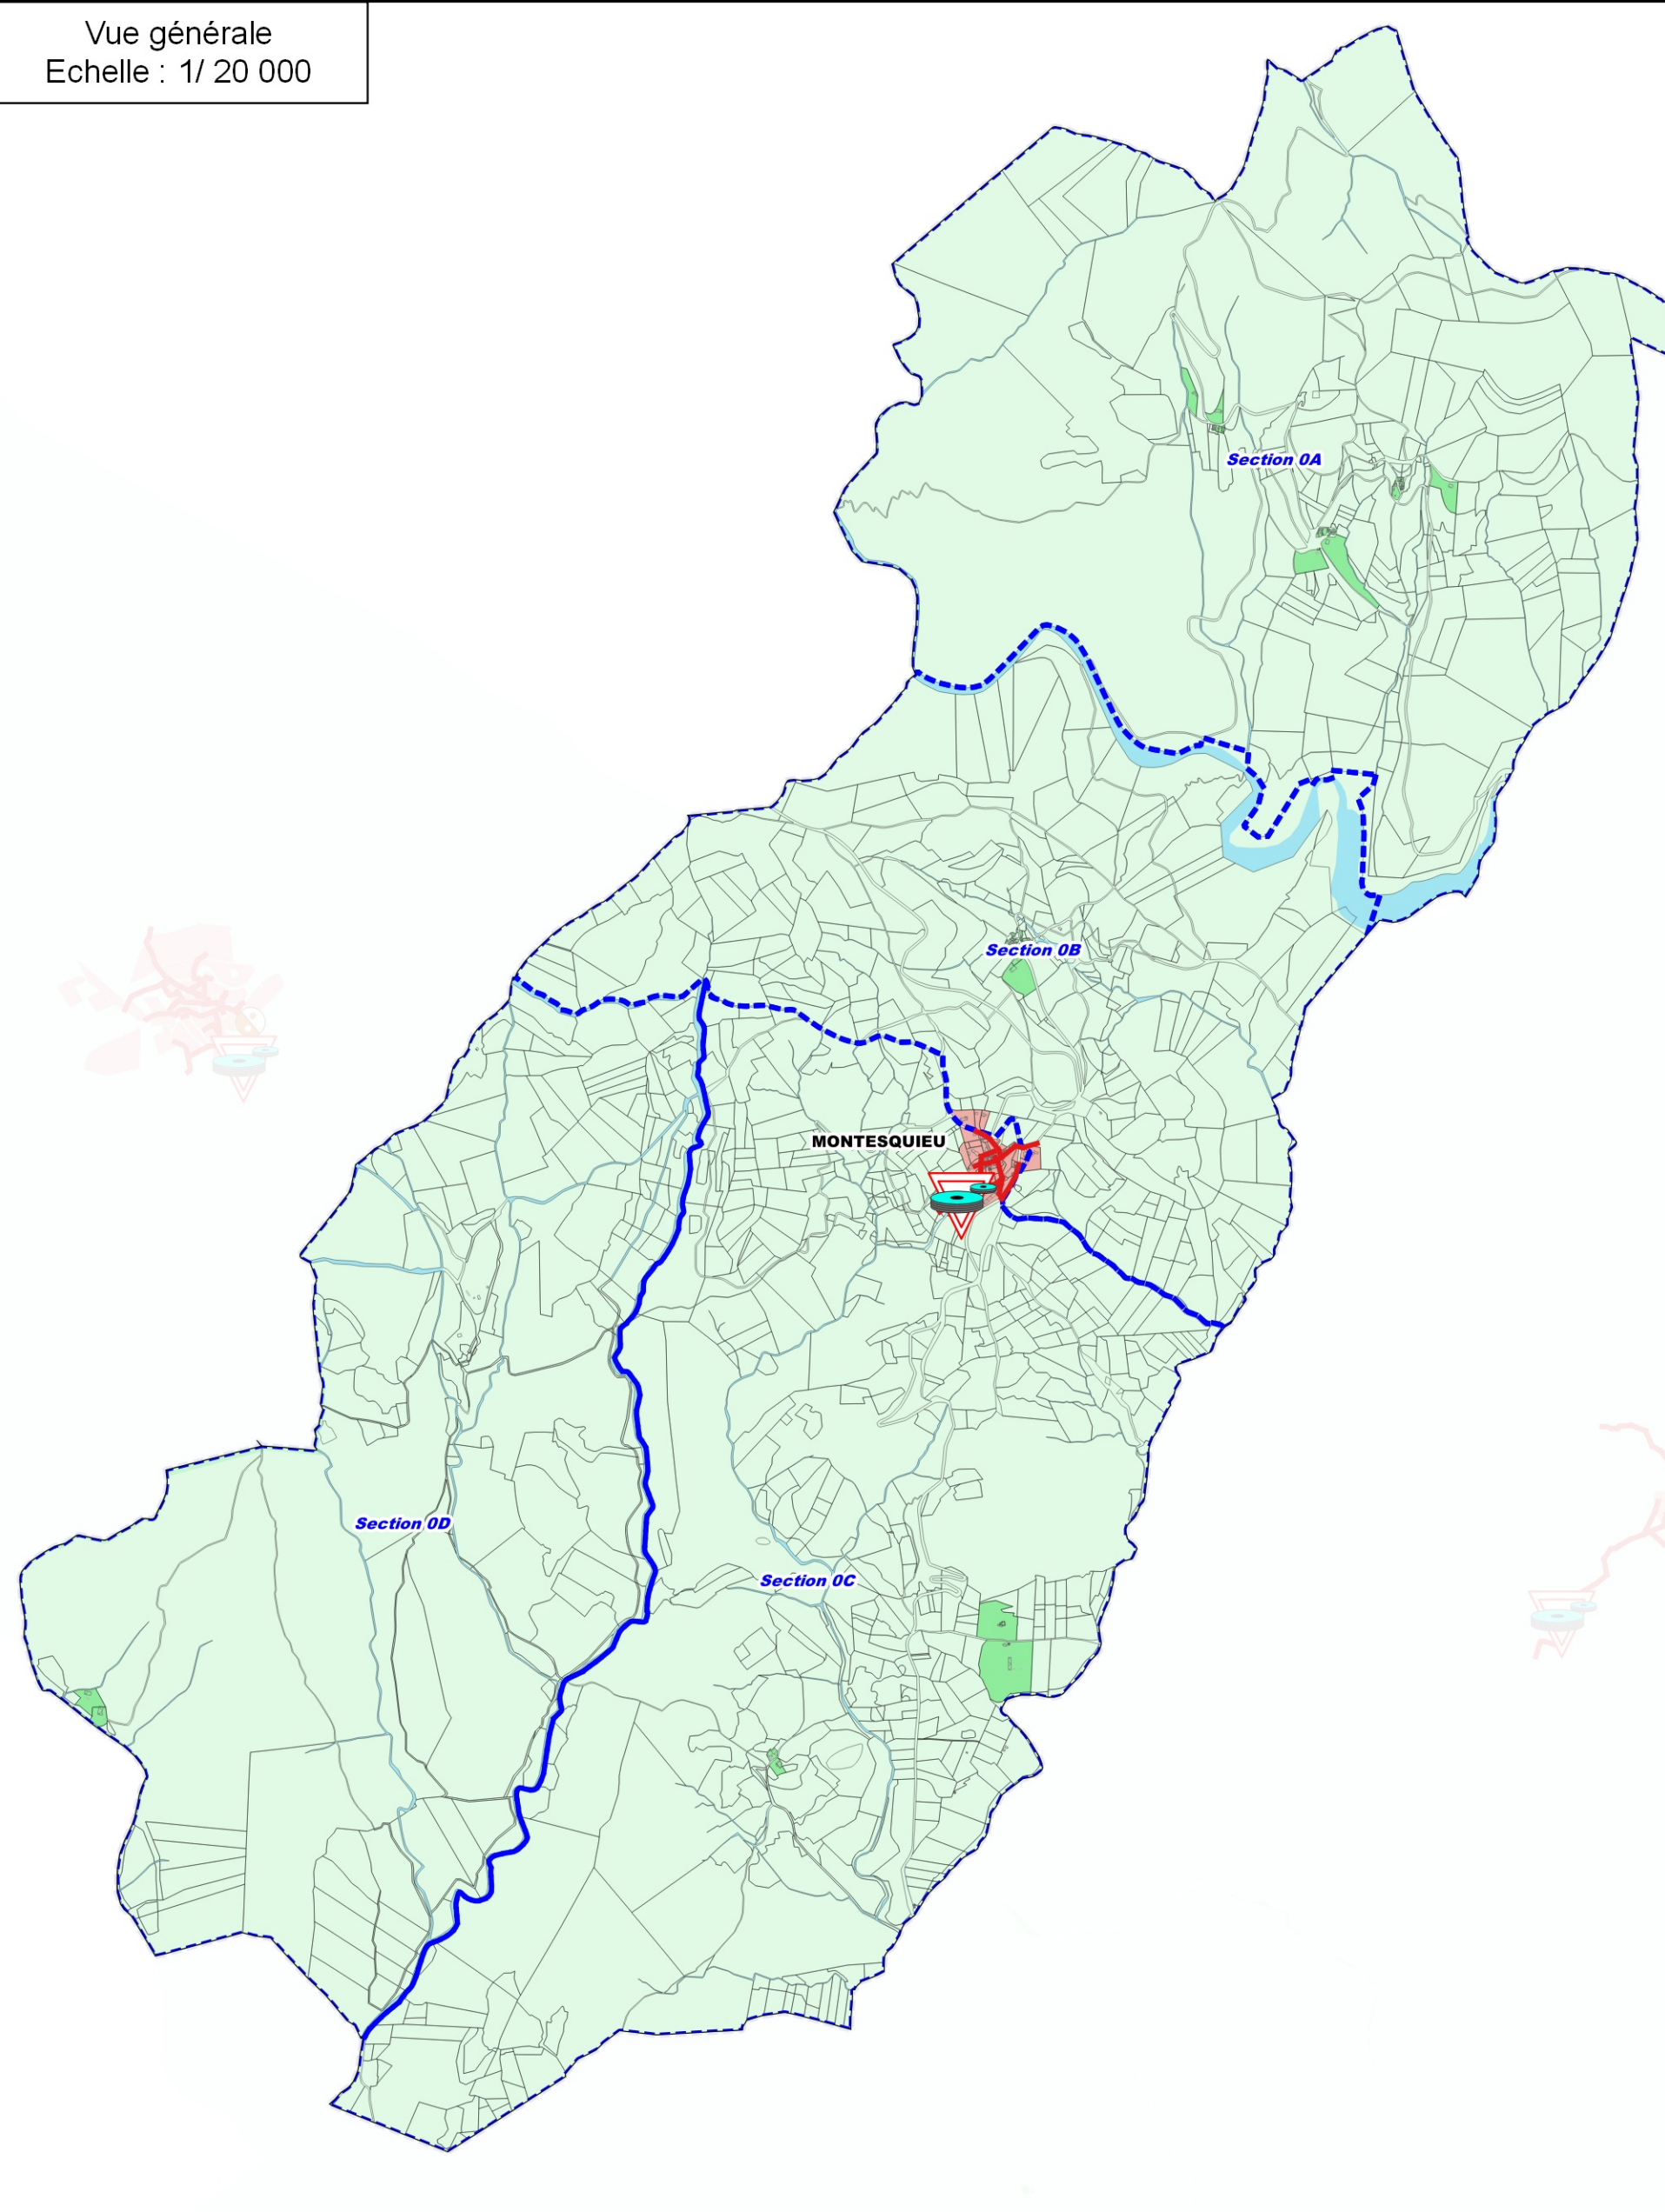 Vue générale
Echelle : 1/ 20 000
Section 0A
Section 0B
MONTESQUIEU
Section 0D
Section 0C